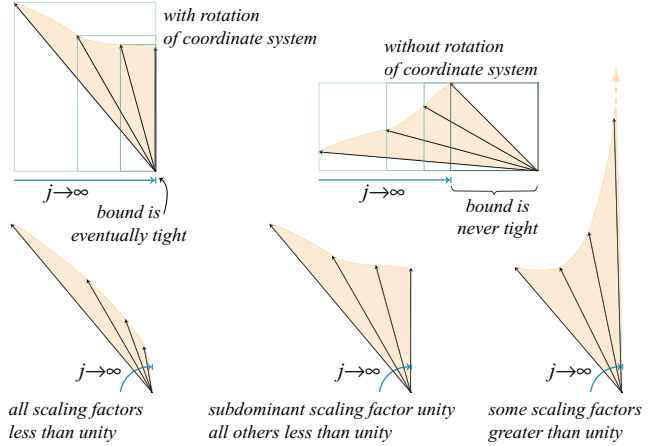 with rotation
of coordinate system
without rotation
of coordinate system
j→∞
bound is
eventually tight
j→∞
bound is
never tight
j→∞
all scaling factors
less than unity
j→∞
subdominant scaling factor unity
all others less than unity
j→∞
some scaling factors
greater than unity